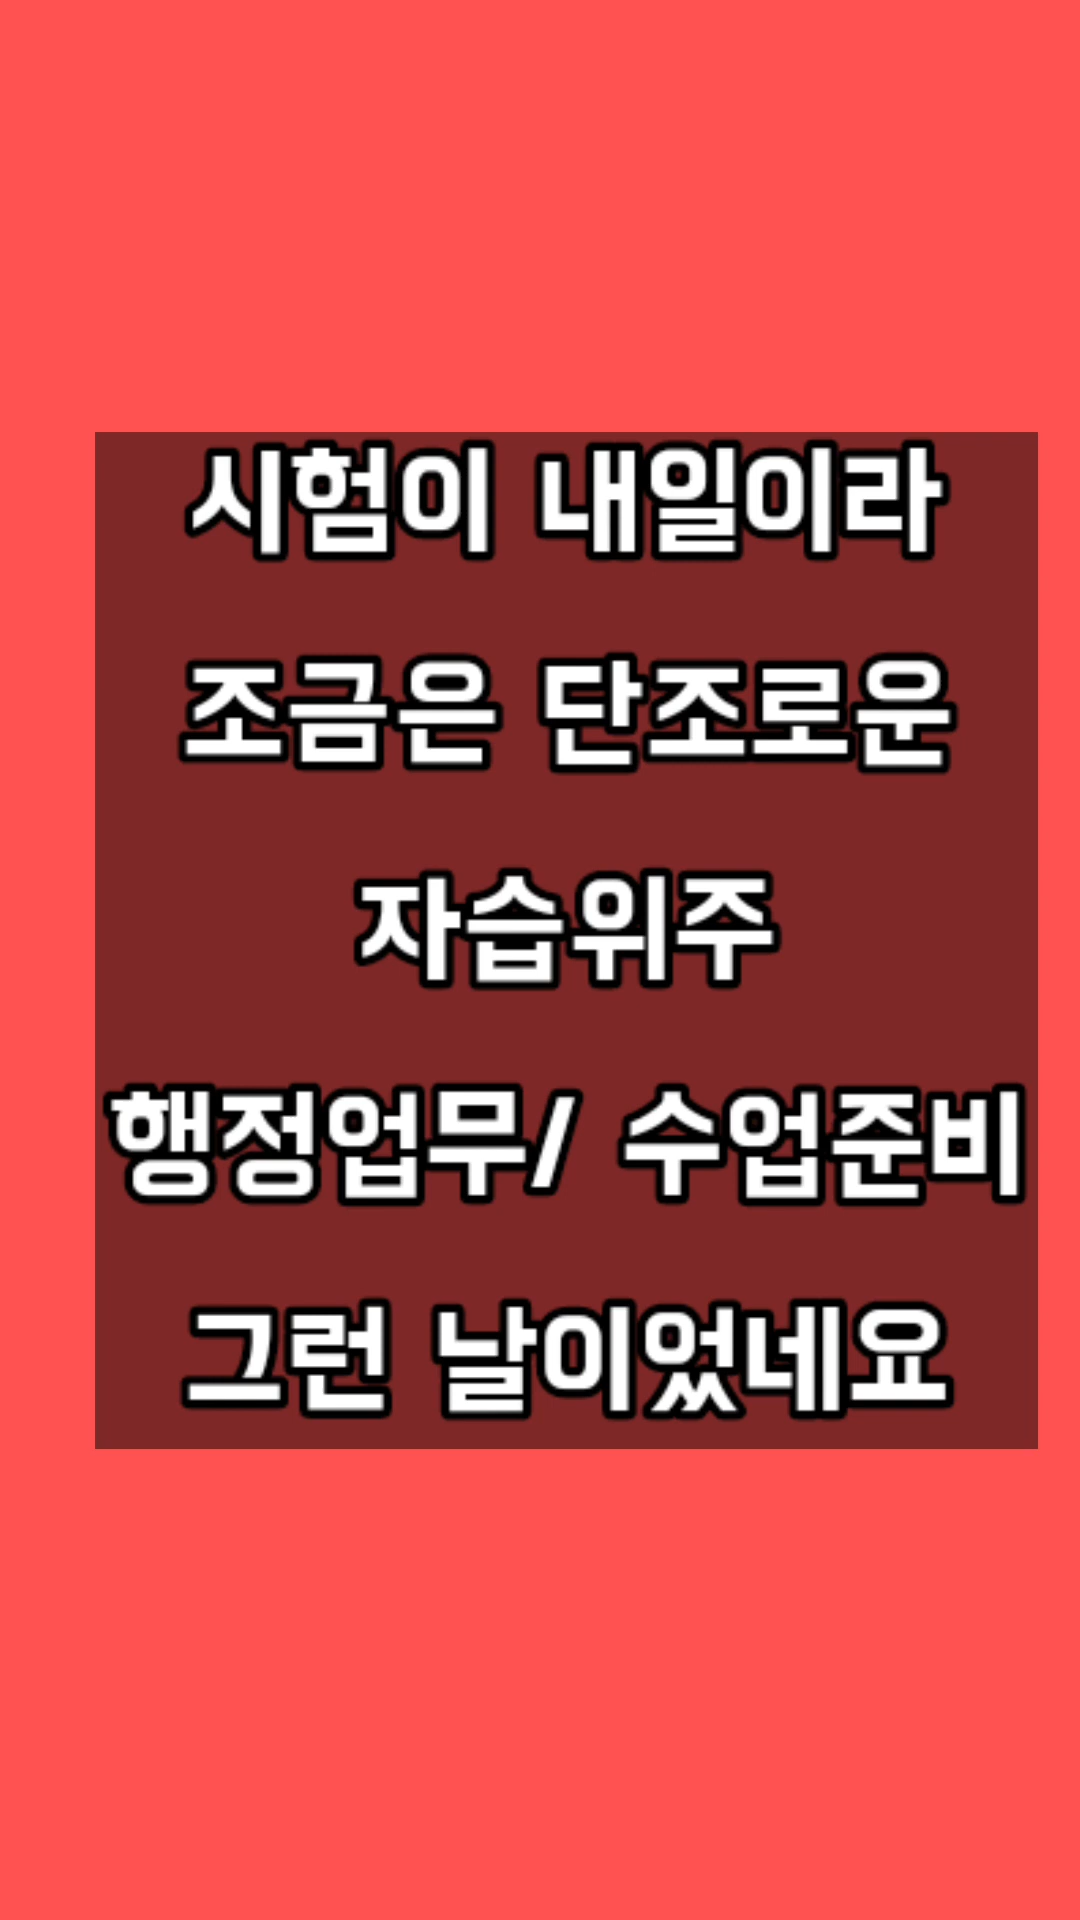 시험이 내일이라
조금은 단조로운
자습위주
행정업무/ 수업준비
그런 날이었네요